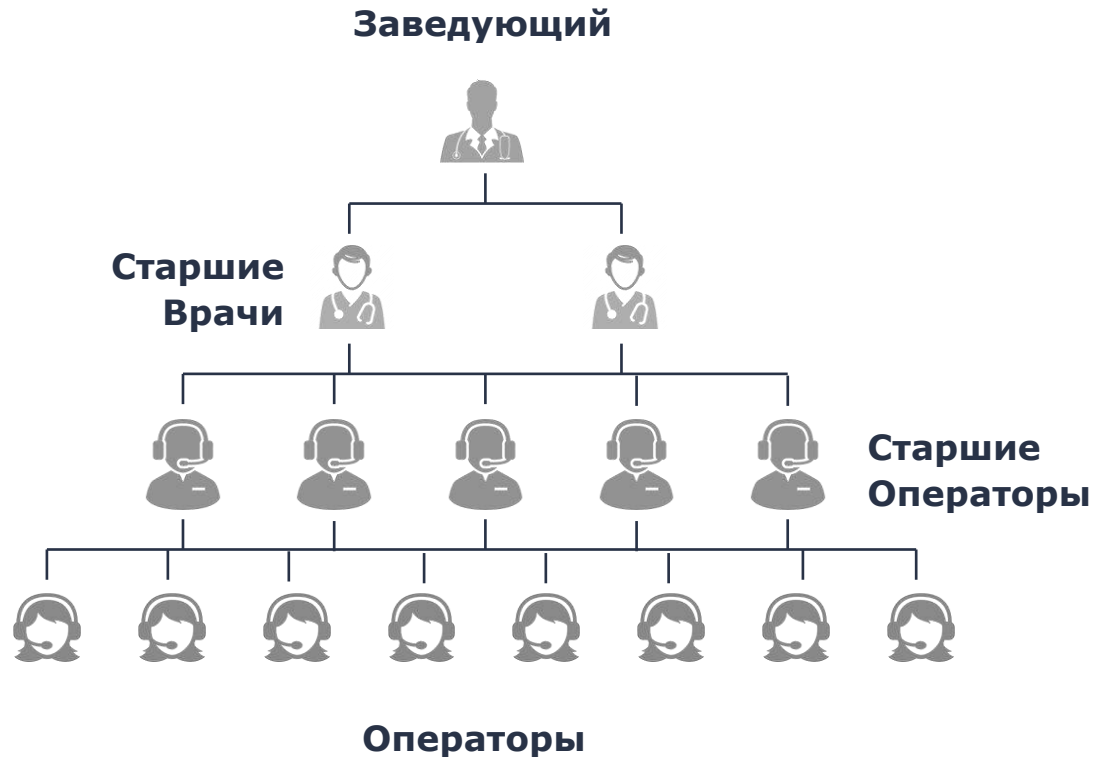 Заведующий
Старшие
Врачи
Старшие
Операторы
Операторы